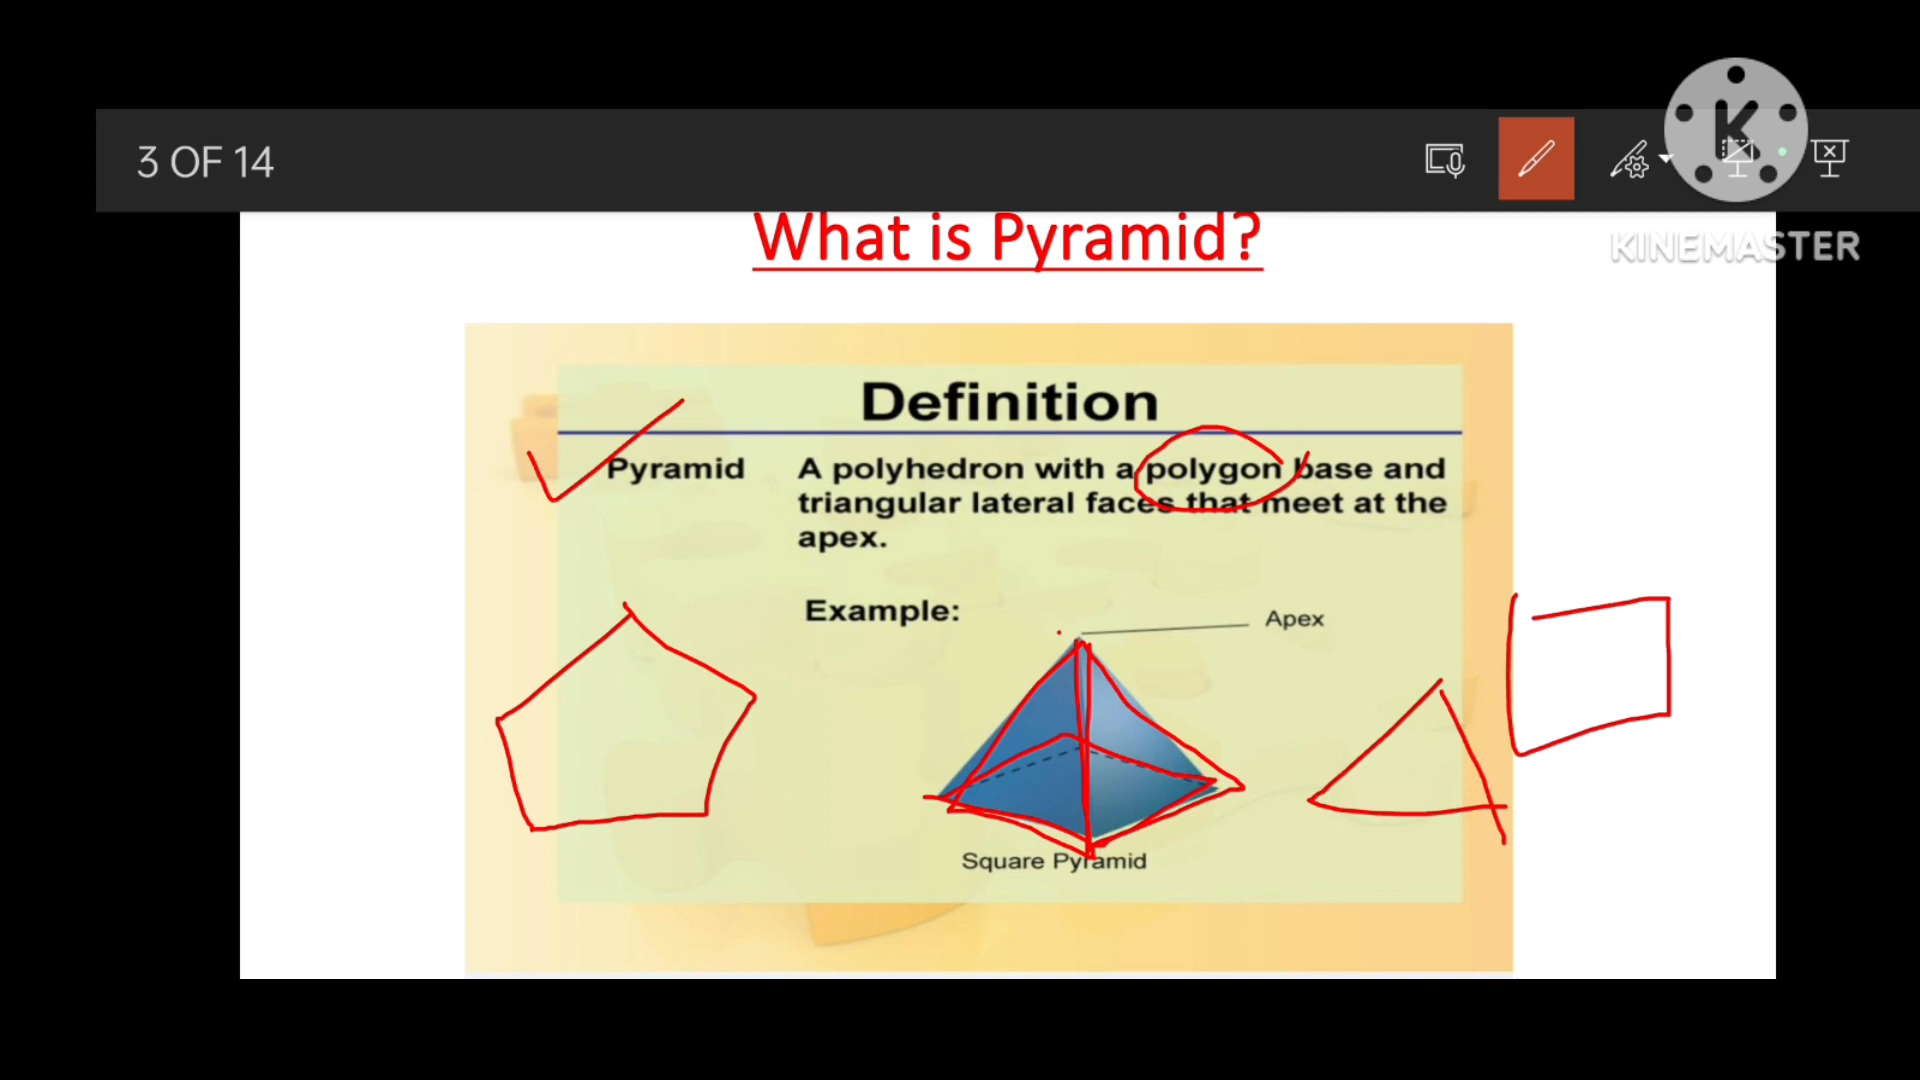 3 OF 14
K
KINEMASTER
What is Pyramid?
Definition
Pyramid A polyhedron with a polygon base and
triangular lateral faces that meet at the
apex.
Example:
Apex
Square Pyramid